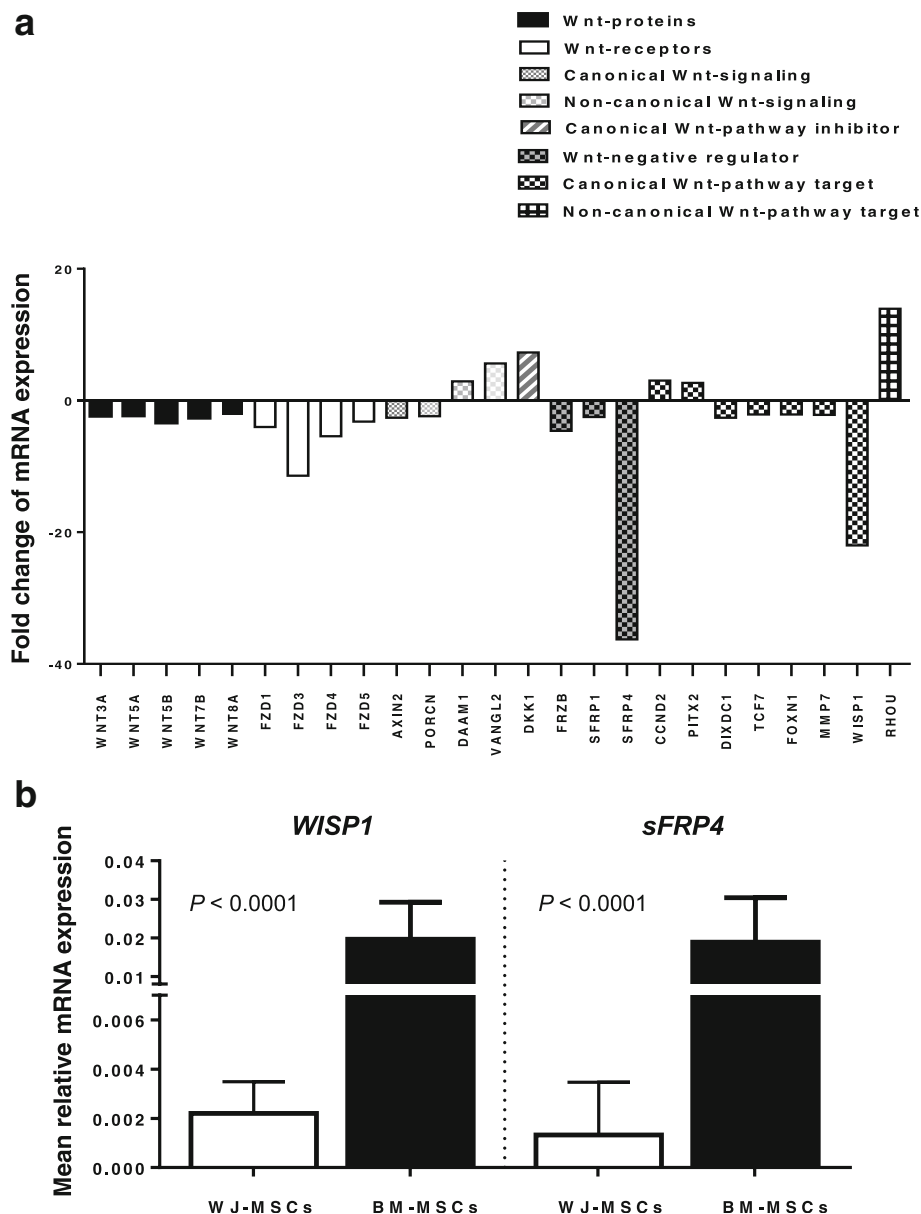 a
Wnt-proteins
Wnt-receptors
Canonical Wnt-signaling
Non-canonical Wnt-signaling
Canonical Wnt-pathway inhibitor
Wnt-negative regulator
Canonical Wnt-pathway target
Non-canonical Wnt-pathway target
Fold change of mRNA expression
20
0
-20
-40
WNT3A
WNT5A
WNT5B
WNT7B
WNT8A
FZD1
FZD3
FZD4
FZD5
AXIN2
PORCN
DAAM1
VANGL2
DKK1
FRZB
SFRP1
SFRP4
CCND2
PITX2
DIXDC1
TCF7
FOXN1
MMP7
WISP1
RHOU
b
WISP1 sFRP4
Mean relative mRNA expression
0.04
0.03
0.02
0.01
0.006
0.004
0.002
0.000
P < 0.0001 P < 0.0001
WJ-MSCs BM-MSCs WJ-MSCs BM-MSCs